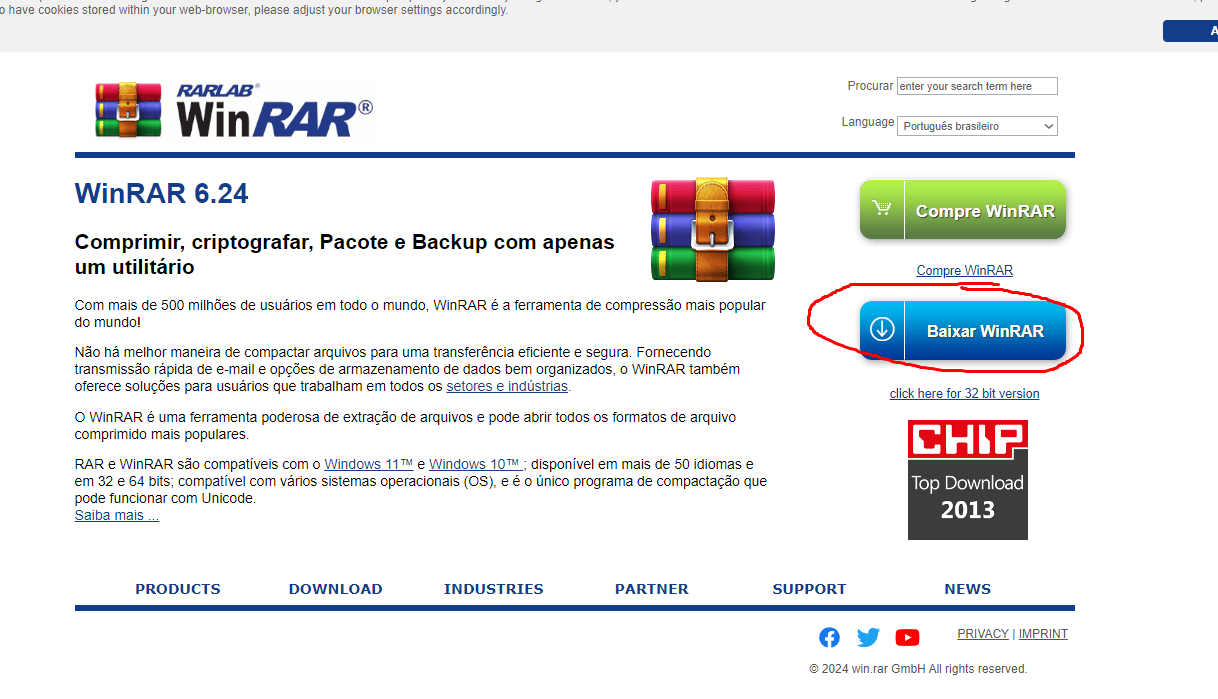 o have cookies stored within your web-browser, please adjust your browser settings accordingly.
A
RARLAB®
WinRAR®
Procurar enter your search term here
Language Português brasileiro
WinRAR 6.24
Comprimir, criptografar, Pacote e Backup com apenas
um utilitário
Com mais de 500 milhões de usuários em todo o mundo, WinRAR é a ferramenta de compressão mais popular
do mundo!
Não há melhor maneira de compactar arquivos para uma transferência eficiente e segura. Fornecendo
transmissão rápida de e-mail e opções de armazenamento de dados bem organizados, o WinRAR também
oferece soluções para usuários que trabalham em todos os setores e indústrias.
O WinRAR é uma ferramenta poderosa de extração de arquivos e pode abrir todos os formatos de arquivo
comprimido mais populares.
RAR e WinRAR são compatíveis com o Windows 11™ e Windows 10™ ; disponível em mais de 50 idiomas e
em 32 e 64 bits; compatível com vários sistemas operacionais (OS), e é o único programa de compactação que
pode funcionar com Unicode.
Saiba mais ...
Compre WinRAR
Compre WinRAR
Baixar WinRAR
click here for 32 bit version
CHIP
Top Download
2013
PRODUCTS DOWNLOAD INDUSTRIES PARTNER SUPPORT NEWS
PRIVACY | IMPRINT
© 2024 win.rar GmbH All rights reserved.